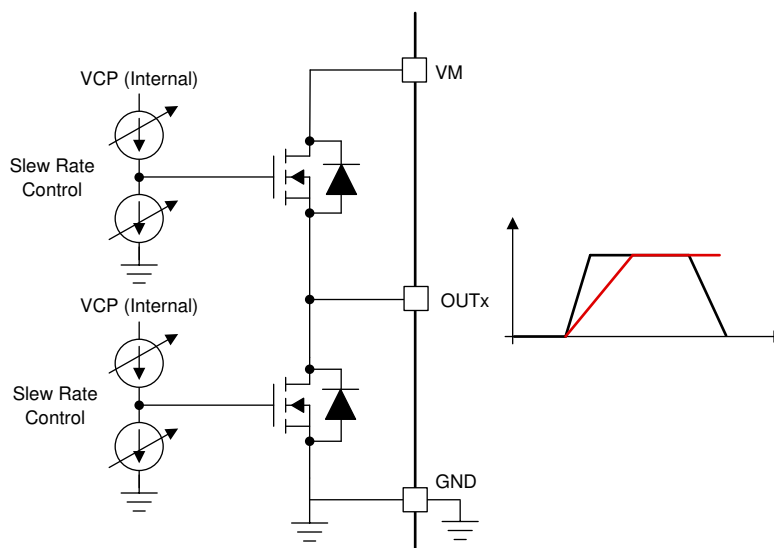 VM
VCP (Internal)
Slew Rate
Control
OUTx
VCP (Internal)
Slew Rate
Control
GND